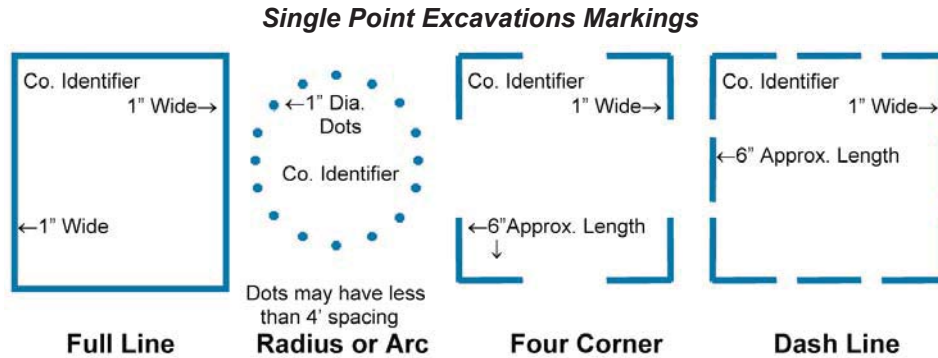 Single Point Excavations Markings
Co. Identifier
1" Wide→
←1" Wide
Full Line
←1" Dia.
Dots
Co. Identifier
Dots may have less
than 4' spacing
Radius or Arc
Co. Identifier
1" Wide→
←6"Approx. Length
↓
Four Corner
Co. Identifier
1" Wide→
←6" Approx. Length
Dash Line